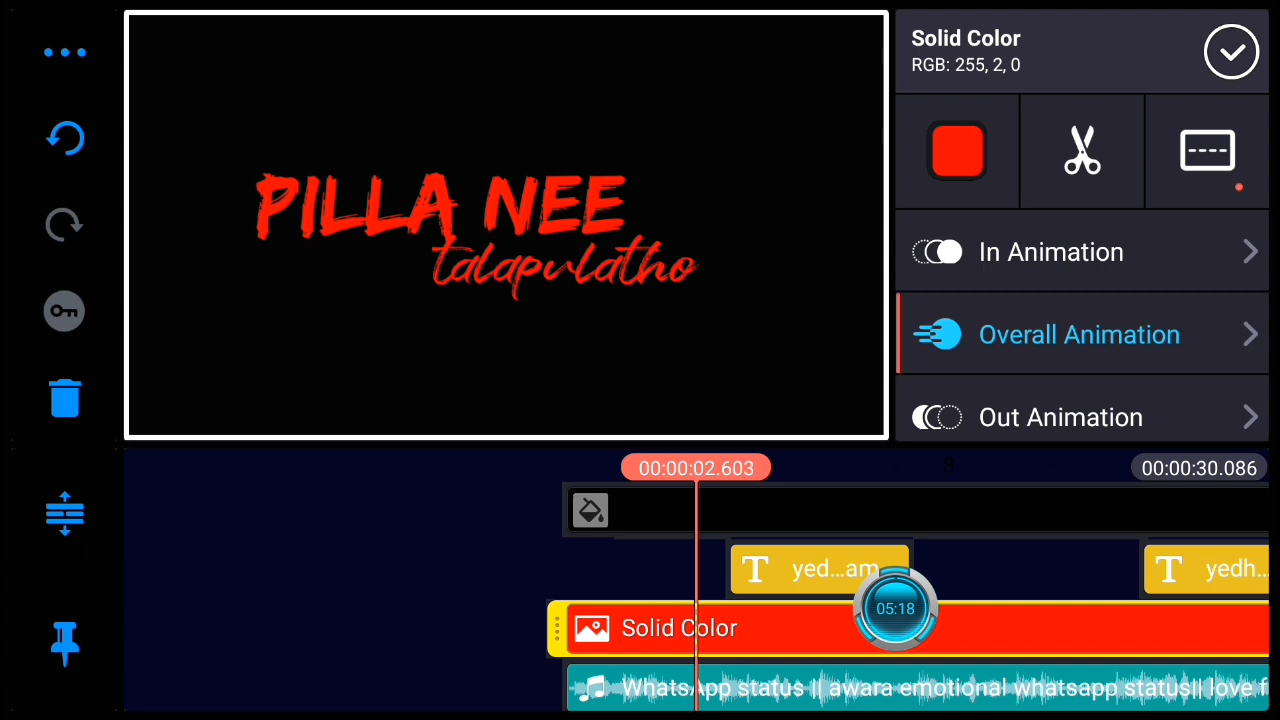 Solid Color
RGB: 255, 2, 0
PILLA NEE
talapulatho
In Animation
Overall Animation
Out Animation
00:00:02.603
8
00:00:30.086
T yed...am
T yedh...
05:18
Solid Color
WhatsApp status || awara emotional whatsapp status|| love f